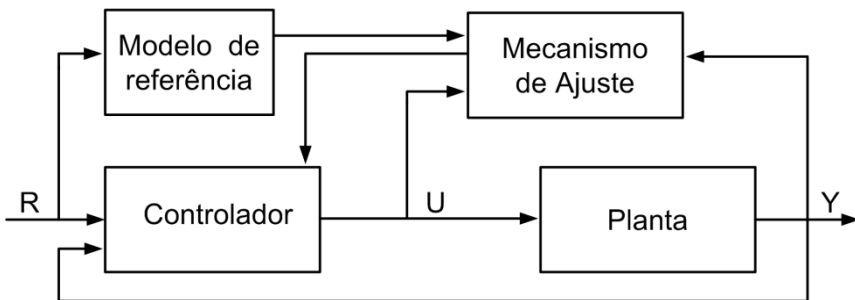 Modelo de
referência
Mecanismo
de Ajuste
R
Controlador
U
Planta
Y